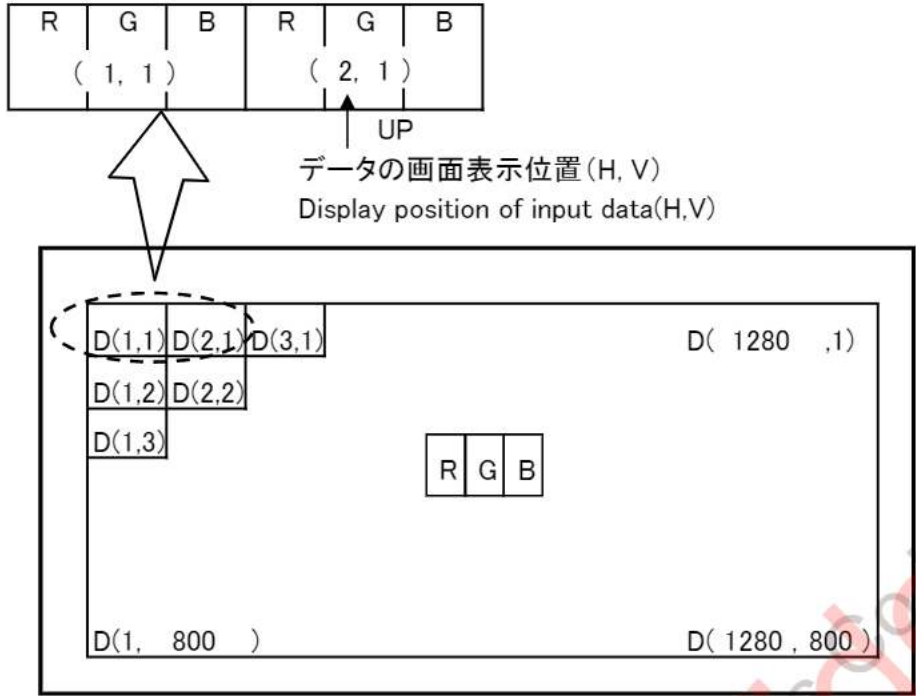 R G B R G B
( 1, 1 ) ( 2, 1 )
UP
データの画面表示位置(H, V)
Display position of input data(H,V)
D(1,1) D(2,1) D(3,1) D( 1280 ,1)
D(1,2) D(2,2)
D(1,3)
R G B
D(1, 800 ) D( 1280 , 800 )